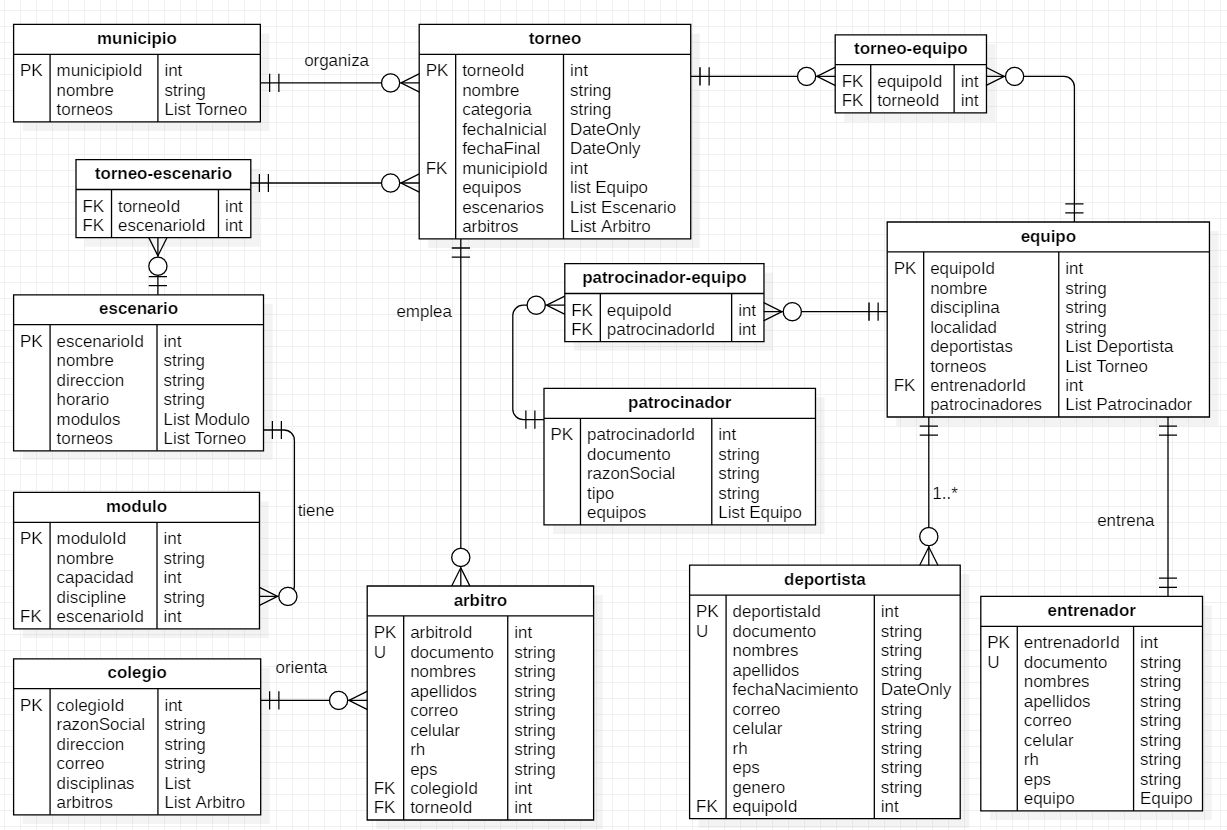 municipio
PK municipioId int
nombre string
torneos List Torneo
organiza
torneo
PK torneoId int
nombre string
categoria string
fechaInicial DateOnly
fechaFinal DateOnly
FK municipioId int
equipos list Equipo
escenarios List Escenario
arbitros List Arbitro
torneo-equipo
FK equipoId int
FK torneoId int
torneo-escenario
FK torneoId int
FK escenarioId int
equipo
PK equipoId int
nombre string
disciplina string
localidad string
deportistas List Deportista
torneos List Torneo
FK entrenadorId int
patrocinadores List Patrocinador
patrocinador-equipo
FK equipoId int
FK patrocinadorId int
emplea
escenario
PK escenarioId int
nombre string
direccion string
horario string
modulos List Modulo
torneos List Torneo
patrocinador
PK patrocinadorId int
documento string
razonSocial string
tipo string
equipos List Equipo
tiene
1..*
entrena
modulo
PK moduloId int
nombre string
capacidad int
discipline string
FK escenarioId int
arbitro
PK arbitroId int
U documento string
nombres string
apellidos string
correo string
celular string
rh string
eps string
FK colegioId int
FK torneoId int
deportista
PK deportistaId int
U documento string
nombres string
apellidos string
fechaNacimiento DateOnly
correo string
celular string
rh string
eps string
genero string
FK equipoId int
entrenador
PK entrenadorId int
U documento string
nombres string
apellidos string
correo string
celular string
rh string
eps string
equipo Equipo
orienta
colegio
PK colegioId int
razonSocial string
direccion string
correo string
disciplinas List
arbitros List Arbitro